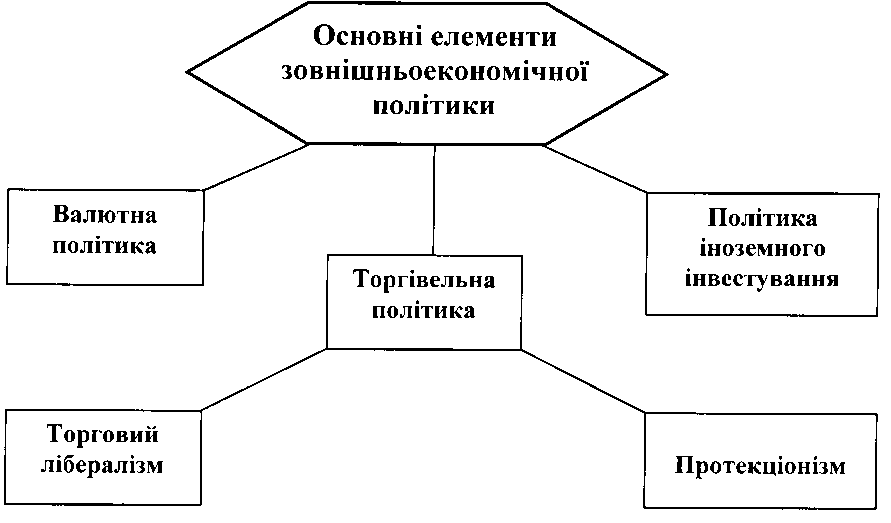 Основні елементи
зовнішньоекономічної
політики
Валютна
політика
Політика
іноземного
інвестування
Торгівельна
політика
Торговий
лібералізм
Протекціонізм